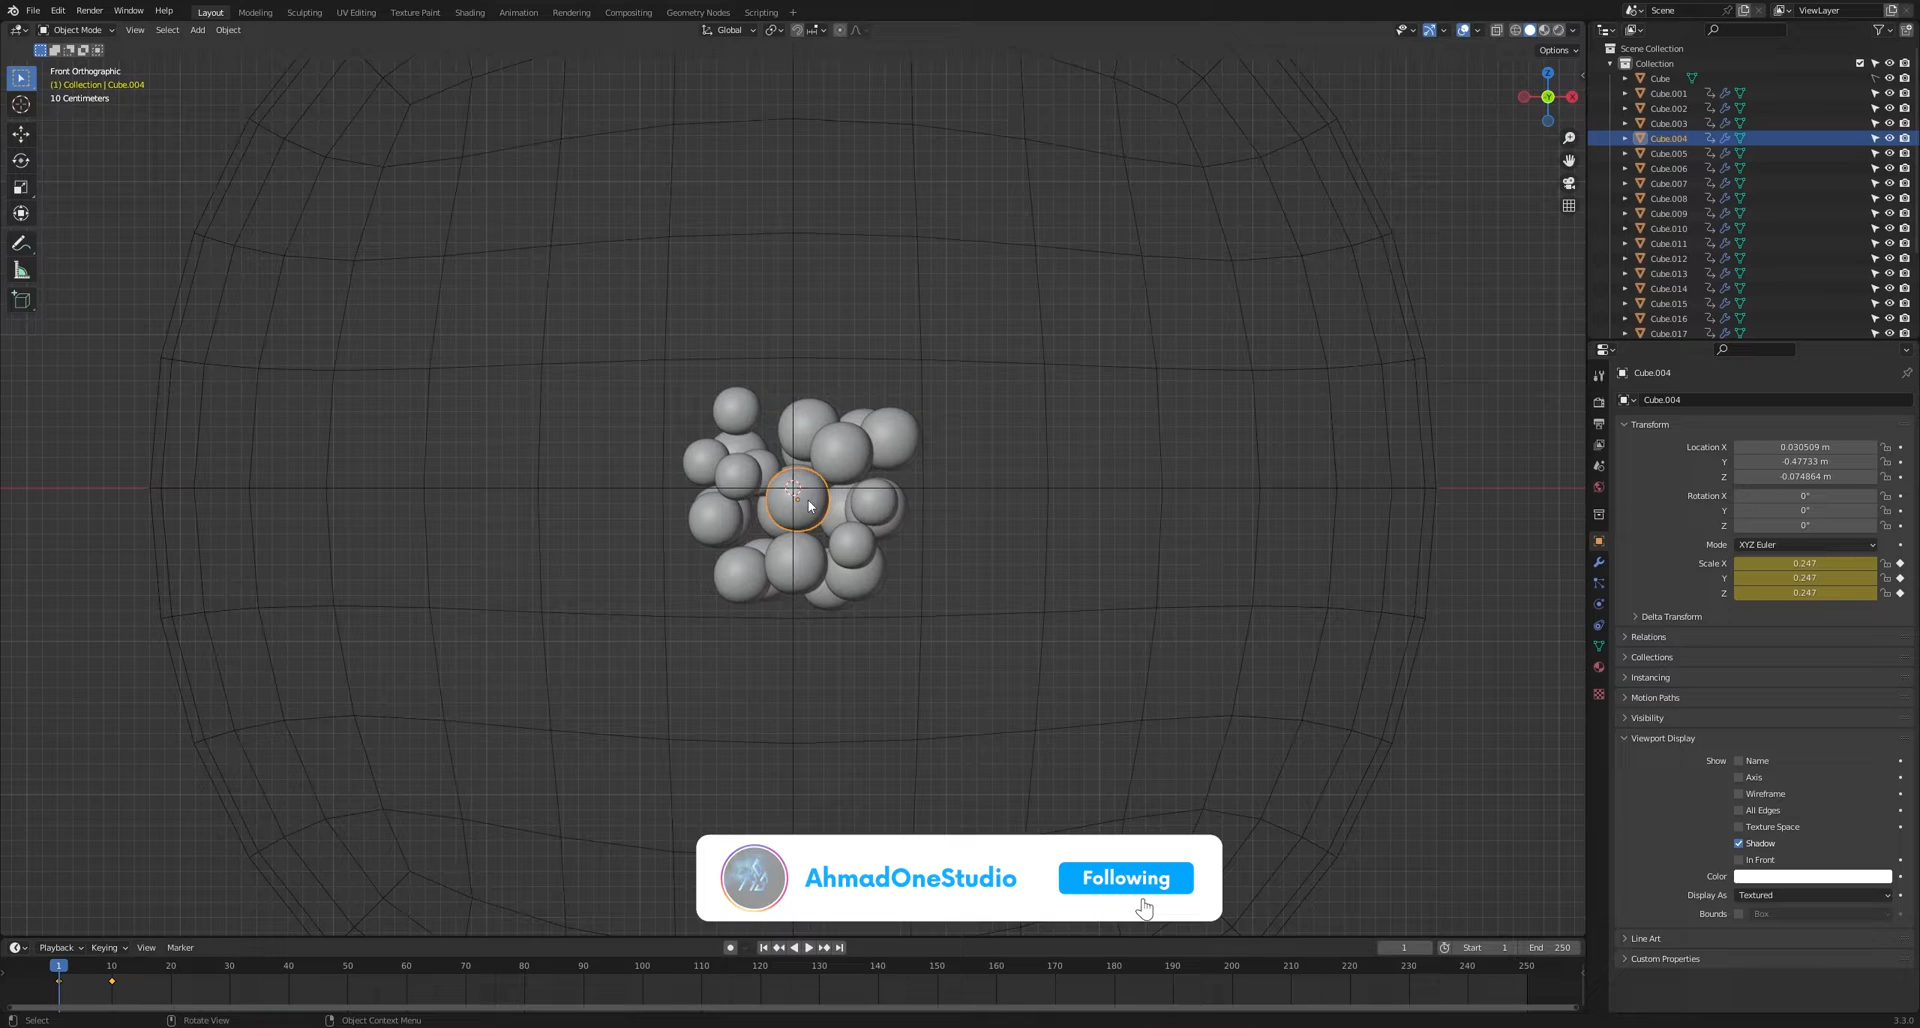 File Edit Render Window Help Layout Modeling Sculpting UV Editing Texture Paint Shading Animation Rendering Compositing Geometry Nodes Scripting + Scene ViewLayer
Object Mode View Select Add Object Global
Options
Front Orthographic
(1) Collection | Cube.004
10 Centimeters
Z
Y
X
Scene Collection
Collection
Cube
Cube.001
Cube.002
Cube.003
Cube.004
Cube.005
Cube.006
Cube.007
Cube.008
Cube.009
Cube.010
Cube.011
Cube.012
Cube.013
Cube.014
Cube.015
Cube.016
Cube.017
Cube.004
Cube.004
Transform
Location X 0.030509 m
Y -0.47733 m
Z -0.074864 m
Rotation X 0°
Y 0°
Z 0°
Mode XYZ Euler
Scale X 0.247
Y 0.247
Z 0.247
Delta Transform
Relations
Collections
Instancing
Motion Paths
Visibility
Viewport Display
Show Name
Axis
Wireframe
All Edges
Texture Space
Shadow
In Front
Color
Display As Textured
Bounds Box
Line Art
Custom Properties
AhmadOneStudio Following
Playback Keying View Marker 1 Start 1 End 250
1 10 20 30 40 50 60 70 80 90 100 110 120 130 140 150 160 170 180 190 200 210 220 230 240 250
Select Rotate View Object Context Menu 3.3.0